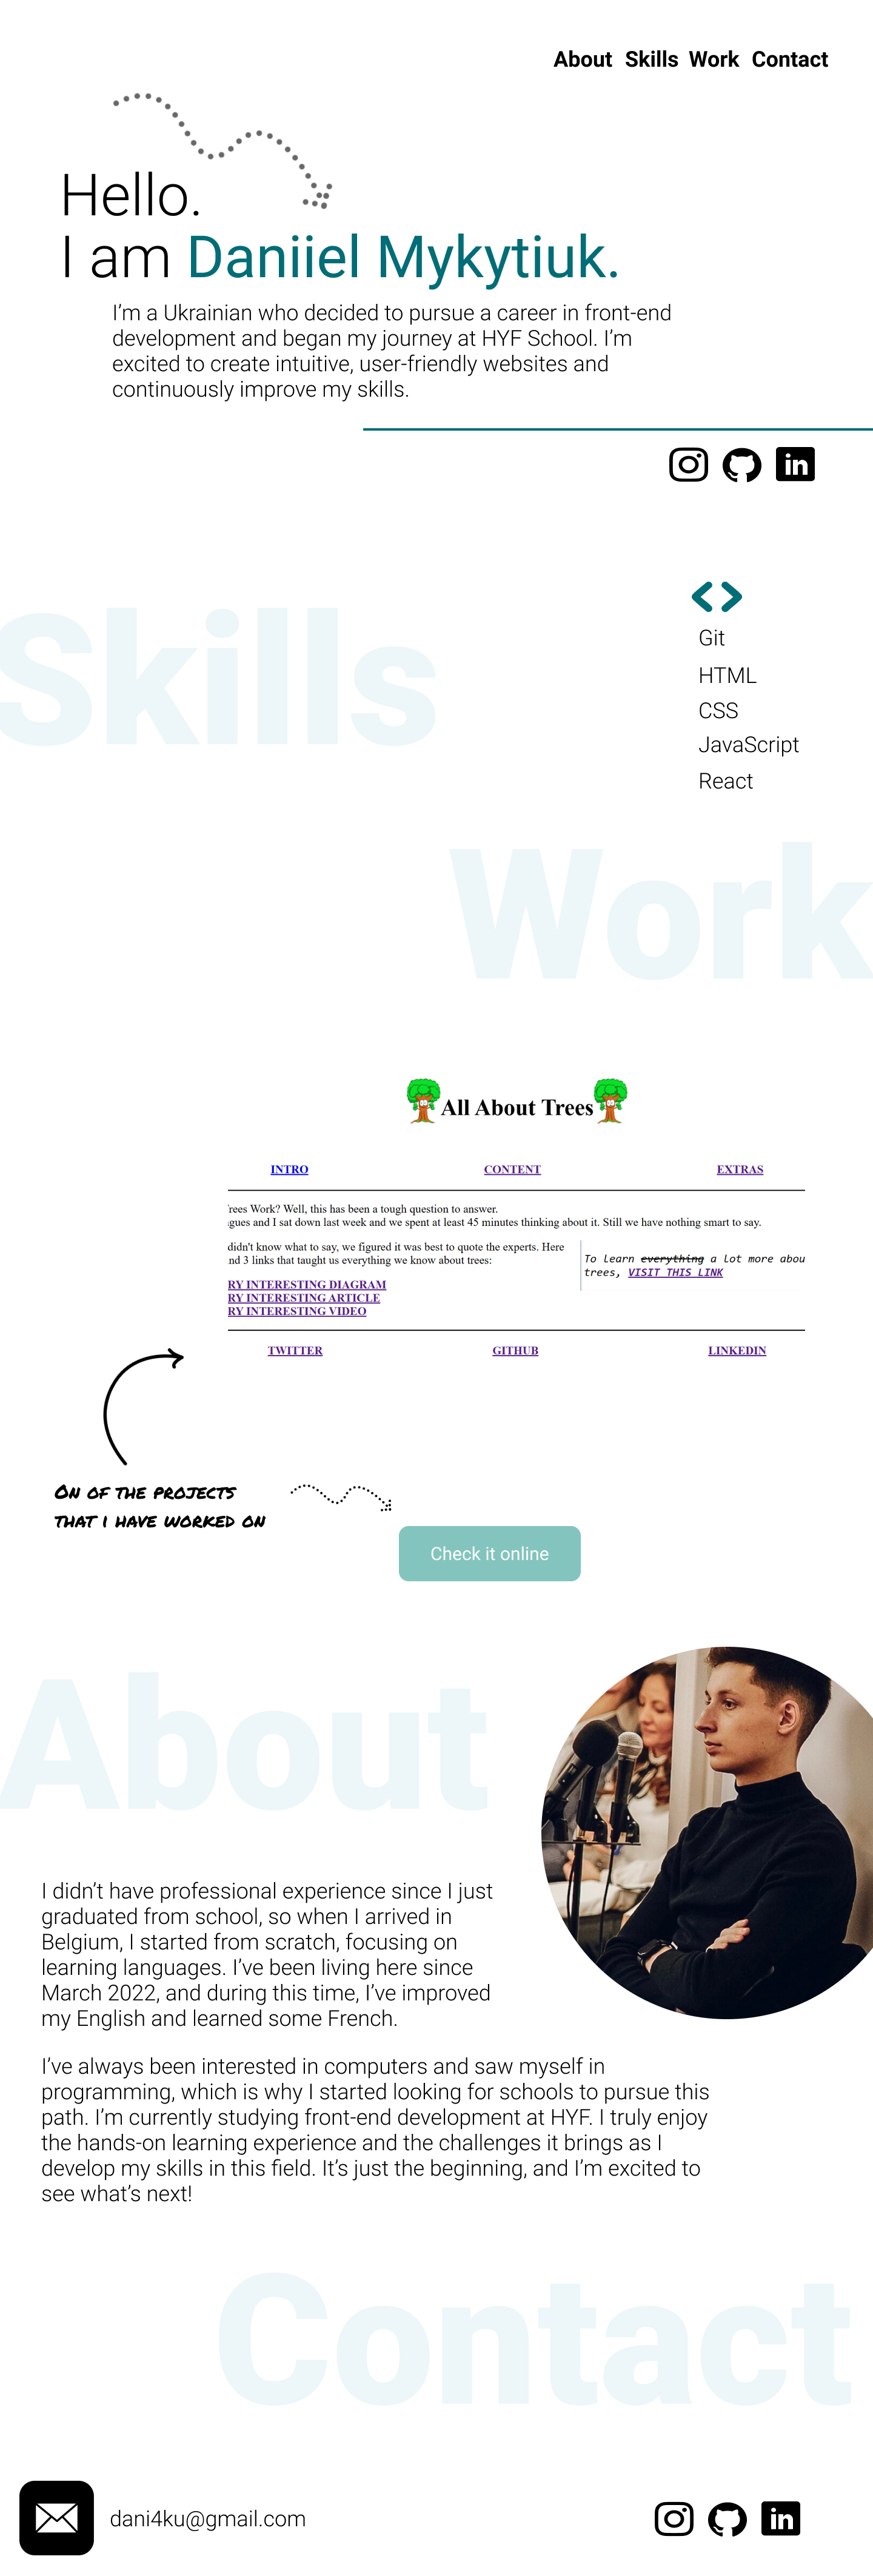 About Skills Work Contact
Hello.
I am Daniiel Mykytiuk.
I’m a Ukrainian who decided to pursue a career in front-end
development and began my journey at HYF School. I’m
excited to create intuitive, user-friendly websites and
continuously improve my skills.
in
Skills
Git
HTML
CSS
JavaScript
React
Work
All About Trees
INTRO CONTENT EXTRAS
Trees Work? Well, this has been a tough question to answer.
gues and I sat down last week and we spent at least 45 minutes thinking about it. Still we have nothing smart to say.
didn't know what to say, we figured it was best to quote the experts. Here
nd 3 links that taught us everything we know about trees:
To learn everything a lot more abou
trees, VISIT THIS LINK
RY INTERESTING DIAGRAM
RY INTERESTING ARTICLE
RY INTERESTING VIDEO
TWITTER GITHUB LINKEDIN
On of the projects
that i have worked on
Check it online
About
I didn’t have professional experience since I just
graduated from school, so when I arrived in
Belgium, I started from scratch, focusing on
learning languages. I’ve been living here since
March 2022, and during this time, I’ve improved
my English and learned some French.
I’ve always been interested in computers and saw myself in
programming, which is why I started looking for schools to pursue this
path. I’m currently studying front-end development at HYF. I truly enjoy
the hands-on learning experience and the challenges it brings as I
develop my skills in this field. It’s just the beginning, and I’m excited to
see what’s next!
Contact
dani4ku@gmail.com
in